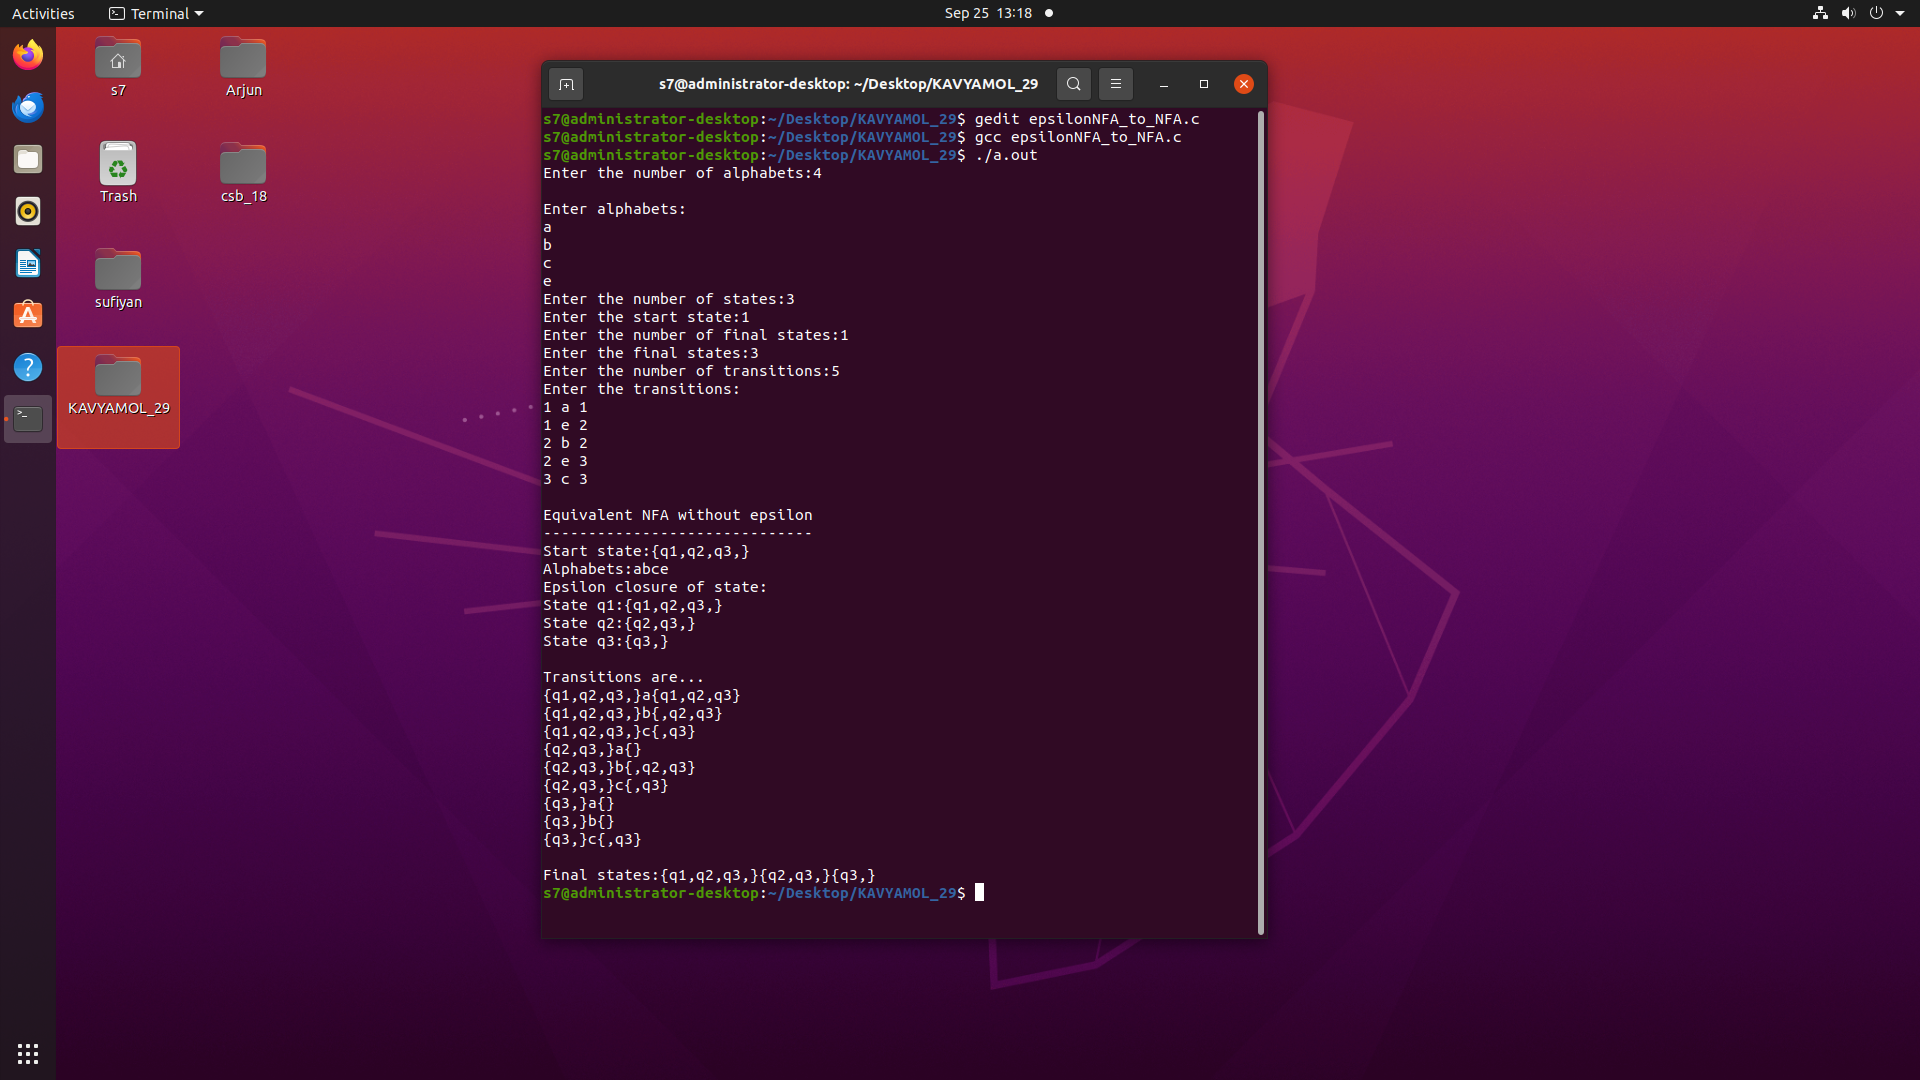 Activities
Terminal
Sep 25 13:18
s7
Arjun
Trash
csb_18
sufiyan
KAVYAMOL_29
s7@administrator-desktop: ~/Desktop/KAVYAMOL_29
s7@administrator-desktop:~/Desktop/KAVYAMOL_29$ gedit epsilonNFA_to_NFA.c
s7@administrator-desktop:~/Desktop/KAVYAMOL_29$ gcc epsilonNFA_to_NFA.c
s7@administrator-desktop:~/Desktop/KAVYAMOL_29$ ./a.out
Enter the number of alphabets:4
Enter alphabets:
a
b
c
e
Enter the number of states:3
Enter the start state:1
Enter the number of final states:1
Enter the final states:3
Enter the number of transitions:5
Enter the transitions:
1 a 1
1 e 2
2 b 2
2 e 3
3 c 3
Equivalent NFA without epsilon
------------------------------
Start state:{q1,q2,q3,}
Alphabets:abce
Epsilon closure of state:
State q1:{q1,q2,q3,}
State q2:{q2,q3,}
State q3:{q3,}
Transitions are...
{q1,q2,q3,}a{q1,q2,q3}
{q1,q2,q3,}b{,q2,q3}
{q1,q2,q3,}c{,q3}
{q2,q3,}a{}
{q2,q3,}b{,q2,q3}
{q2,q3,}c{,q3}
{q3,}a{}
{q3,}b{}
{q3,}c{,q3}
Final states:{q1,q2,q3,}{q2,q3,}{q3,}
s7@administrator-desktop:~/Desktop/KAVYAMOL_29$